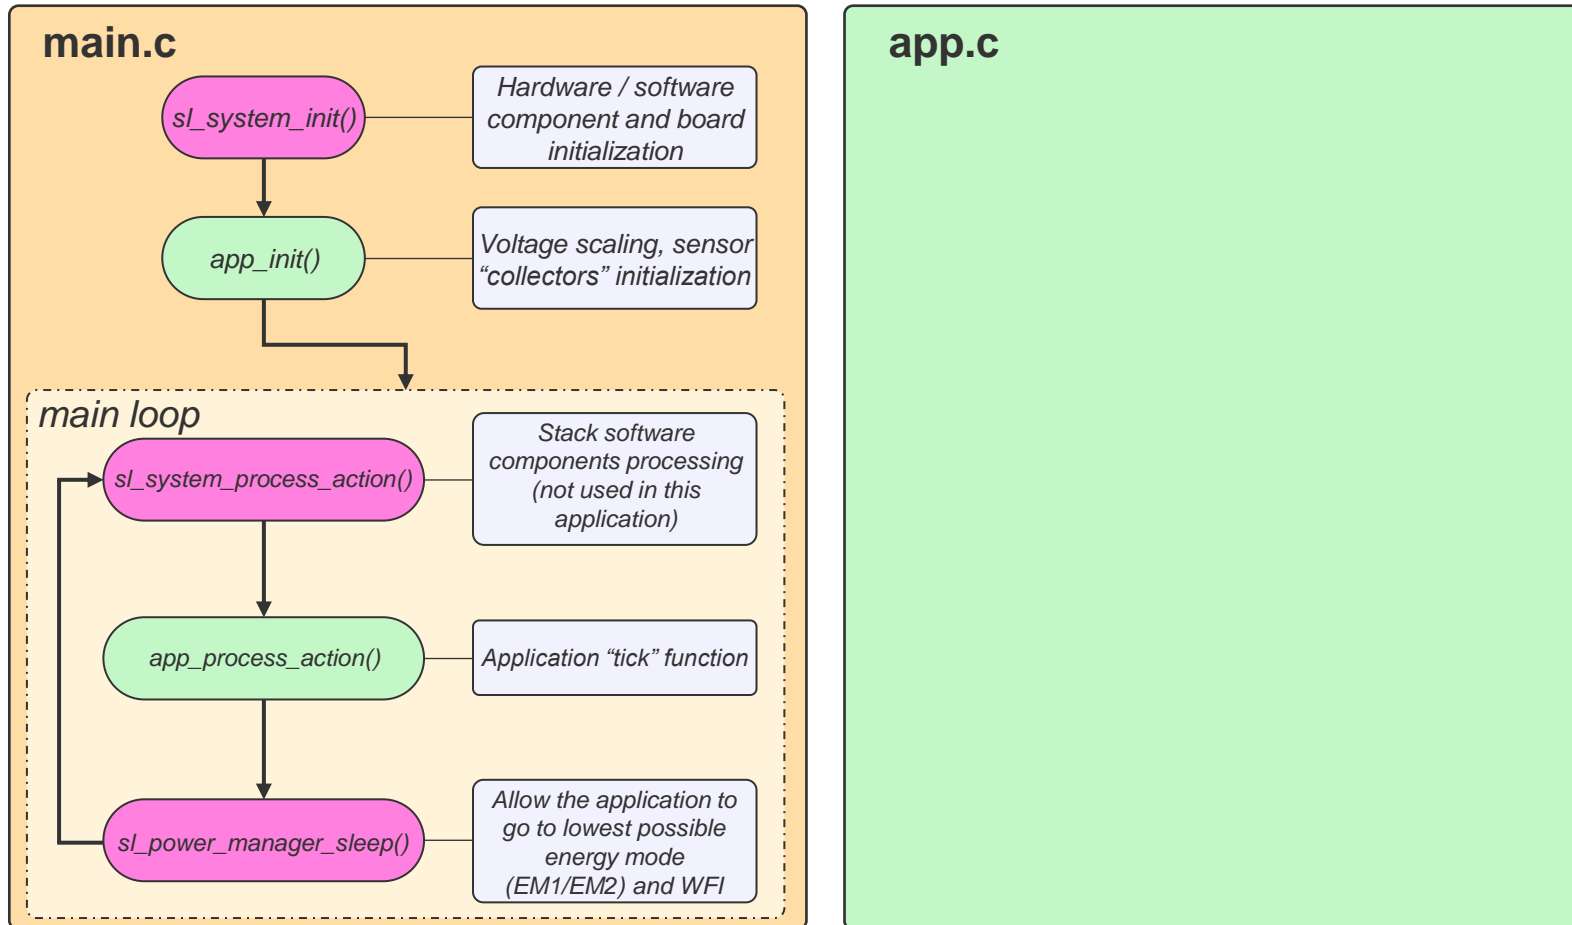 main.c
sl_system_init()
Hardware / software
component and board
initialization
app_init()
Voltage scaling, sensor
“collectors” initialization
main loop
sl_system_process_action()
Stack software
components processing
(not used in this
application)
app_process_action()
Application “tick” function
sl_power_manager_sleep()
Allow the application to
go to lowest possible
energy mode
(EM1/EM2) and WFI
app.c